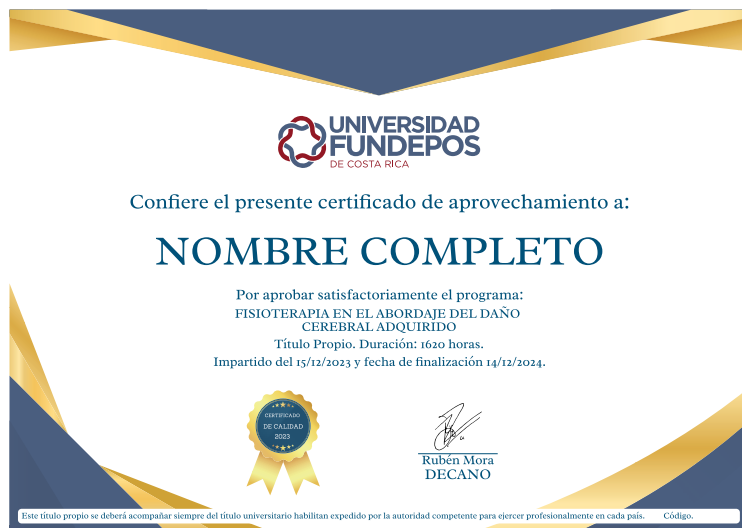 UNIVERSIDAD
FUNDEPOS
DE COSTA RICA
Confiere el presente certificado de aprovechamiento a:
NOMBRE COMPLETO
Por aprobar satisfactoriamente el programa:
FISIOTERAPIA EN EL ABORDAJE DEL DAÑO
CEREBRAL ADQUIRIDO
Título Propio. Duración: 1620 horas.
Impartido del 15/12/2023 y fecha de finalización 14/12/2024.
CERTIFICADO
DE CALIDAD
2023
Rubén Mora
DECANO
Este título propio se deberá acompañar siempre del título universitario habilitan expedido por la autoridad competente para ejercer profesionalmente en cada país. Código.